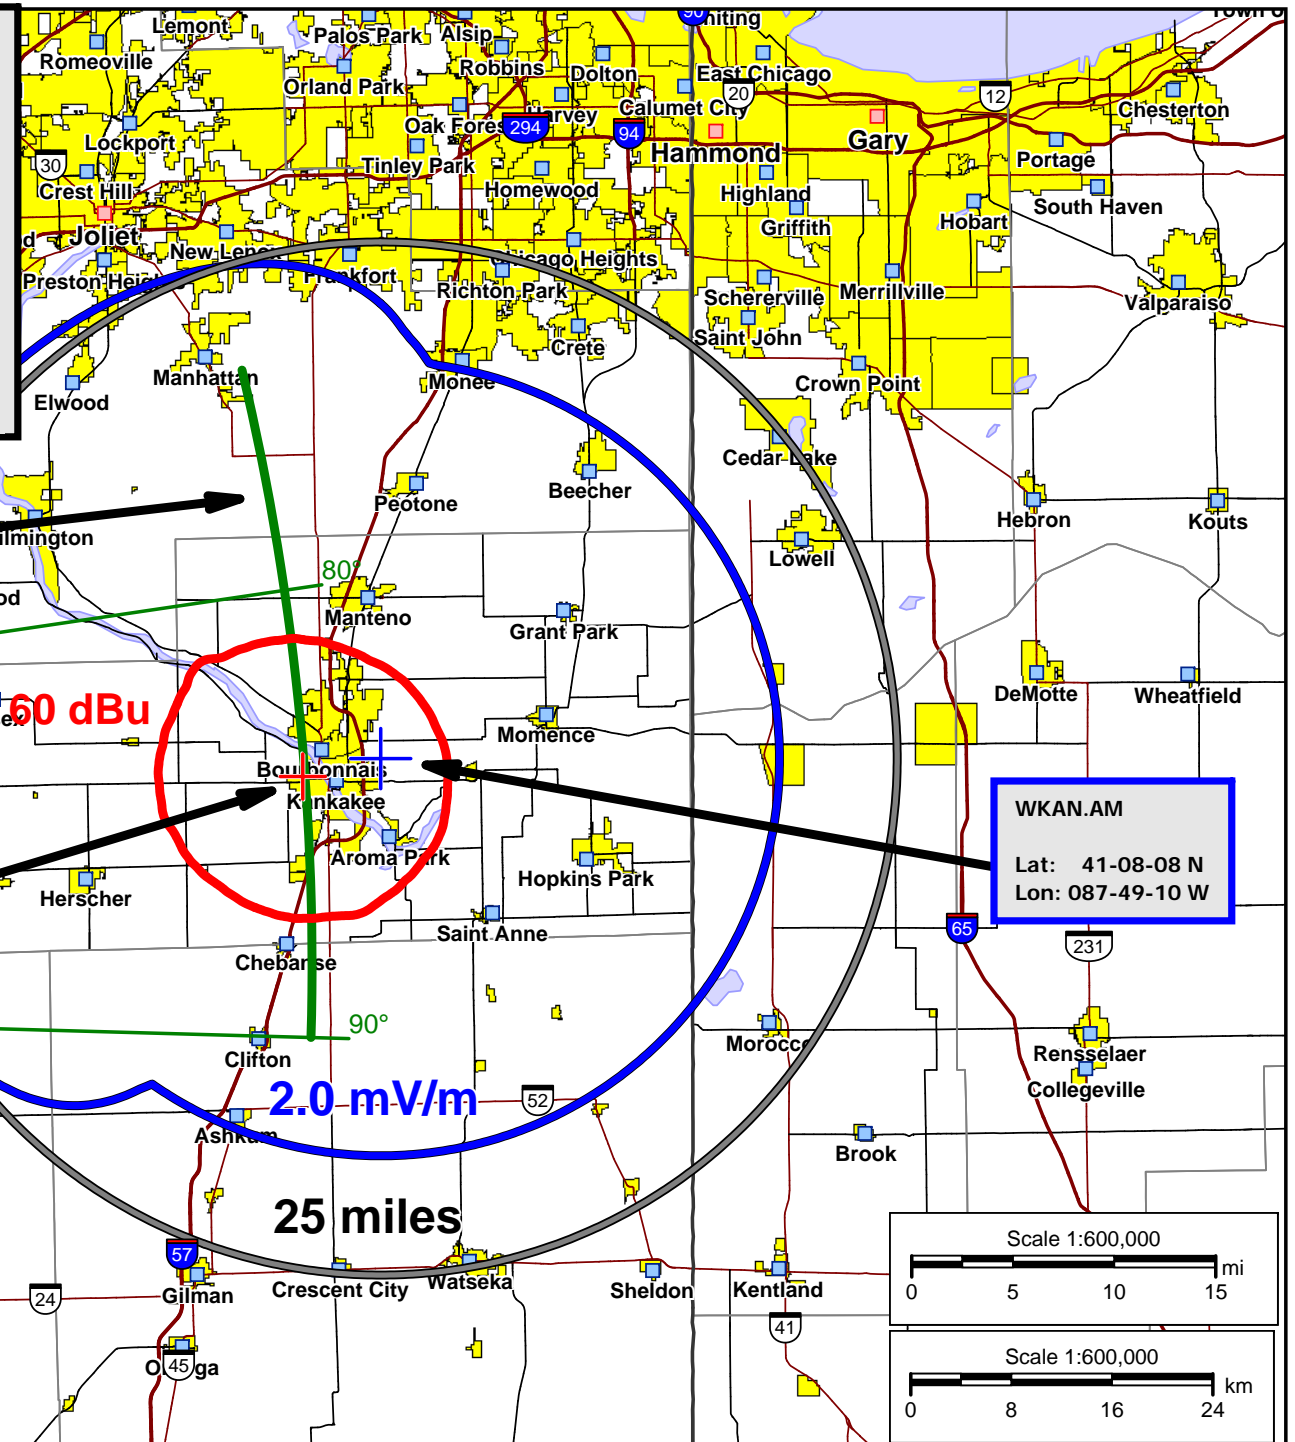 Lemont
Palos Park
Alsip
Romeoville
Robbins
Dolton
East Chicago
Orland Park
20
12
Calumet City
Chesterton
Lockport
294
94
Hammond
Gary
Portage
30
Tinley Park
Crest Hill
Homewood
Highland
South Haven
Joliet
Griffith
Hobart
Richton Park
Schererville
Merrillville
Valparaiso
Saint John
Crete
Manhattan
Monee
Crown Point
Elwood
Cedar Lake
Peotone
Beecher
Hebron
Kouts
Lowell
80°
Manteno
Grant Park
DeMotte
Wheatfield
60 dBu
Momence
Bourbonnais
Kankakee
WKAN.AM
Lat: 41-08-08 N
Lon: 087-49-10 W
Aroma Park
Herscher
Hopkins Park
Saint Anne
65
231
Chebanse
90°
Clifton
Morocco
Rensselaer
Collegeville
2.0 mV/m
52
Ashkum
Brook
25 miles
57
Gilman
Crescent City
Watseka
Sheldon
Kentland
24
41
45
Scale 1:600,000
mi
0 5 10 15
Scale 1:600,000
km
0 8 16 24